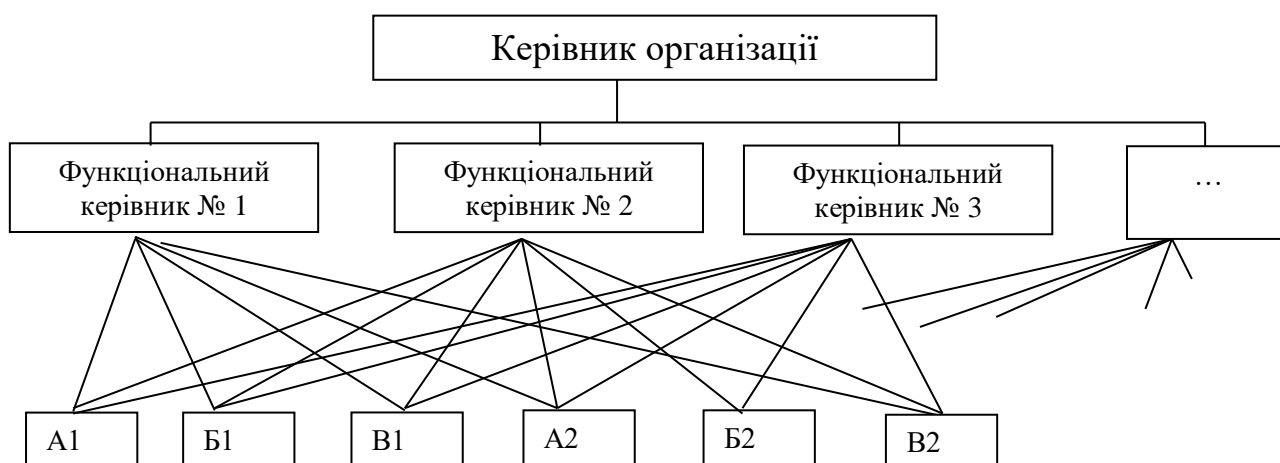 Керівник організації
Функціональний
керівник № 1
Функціональний
керівник № 2
Функціональний
керівник № 3
…
А1
Б1
В1
А2
Б2
В2